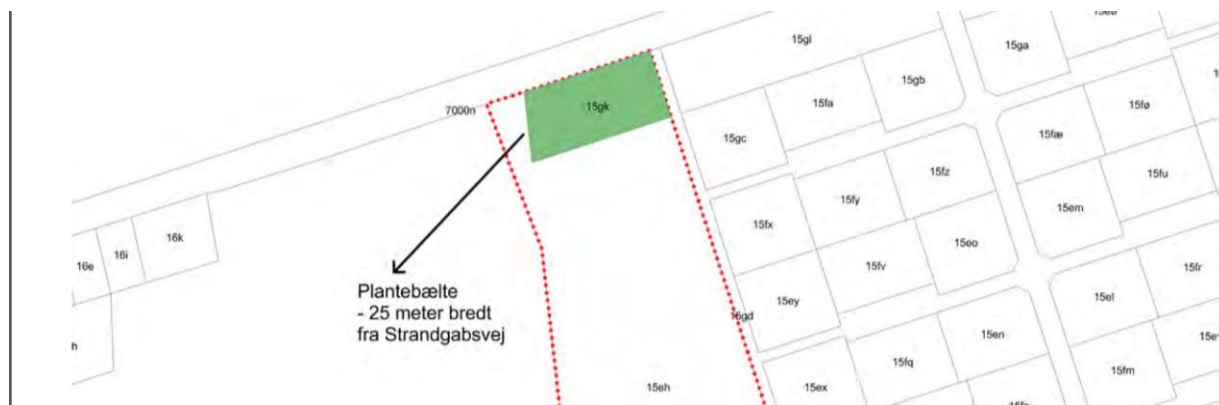 15gl
15ga
15gb
15gk
15fa
15fø
7000n
15gc
15fæ
15fz
15fu
15fy
15em
15fx
16k
15eo
16i
16e
15fv
15fr
15el
15ey
Plantebælte
- 25 meter bredt
fra Strandgabsvej
16gd
15en
h
15fq
15fm
15eh
15ex